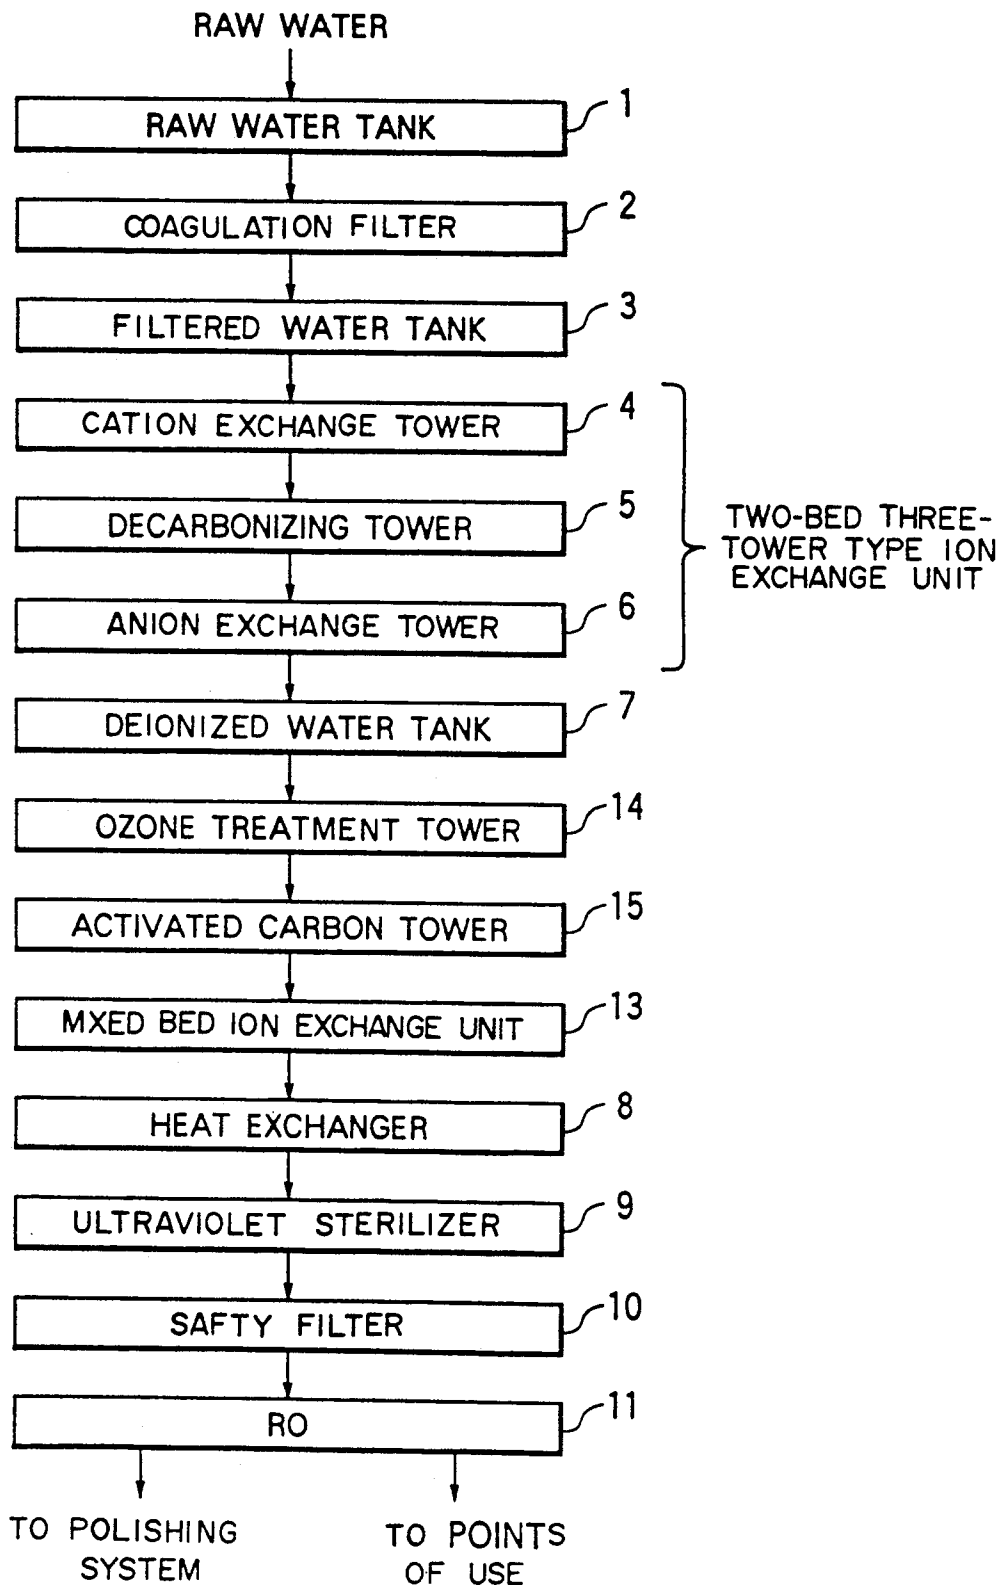 RAW WATER
RAW WATER TANK
1
COAGULATION FILTER
2
FILTERED WATER TANK
3
CATION EXCHANGE TOWER
4
DECARBONIZING TOWER
5
ANION EXCHANGE TOWER
6
TWO-BED THREE-
TOWER TYPE ION
EXCHANGE UNIT
DEIONIZED WATER TANK
7
OZONE TREATMENT TOWER
14
ACTIVATED CARBON TOWER
15
MXED BED ION EXCHANGE UNIT
13
HEAT EXCHANGER
8
ULTRAVIOLET STERILIZER
9
SAFTY FILTER
10
RO
11
TO POLISHING
SYSTEM
TO POINTS
OF USE